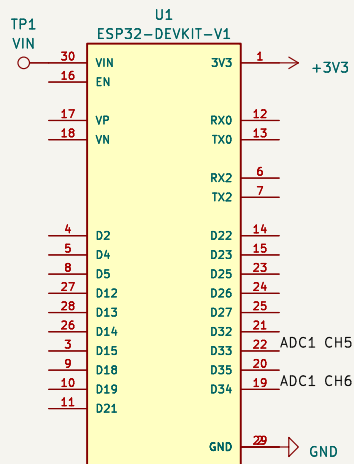 TP1
VIN
U1
ESP32-DEVKIT-V1
30 VIN 3V3 1 +3V3
16 EN
17 VP RX0 12
18 VN TX0 13
RX2 6
TX2 7
4 D2 D22 14
5 D4 D23 15
8 D5 D25 23
27 D12 D26 24
28 D13 D27 25
26 D14 D32 21
3 D15 D33 22 ADC1 CH5
9 D18 D35 20
10 D19 D34 19 ADC1 CH6
11 D21
GND GND